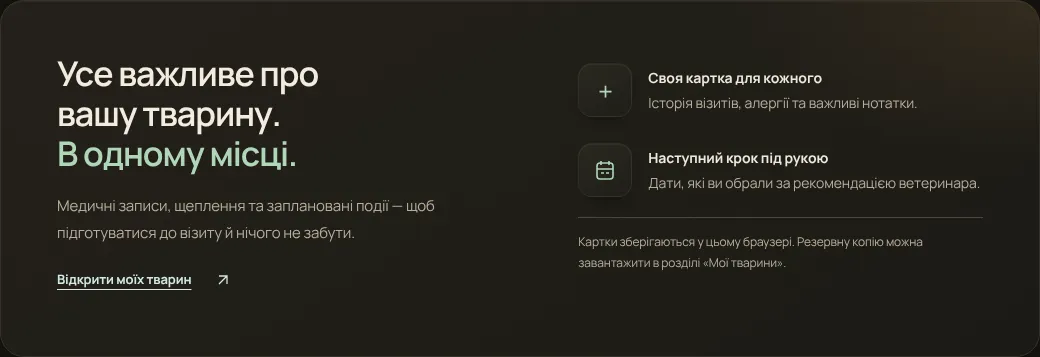 Усе важливе про
вашу тварину.
В одному місці.
Медичні записи, щеплення та заплановані події — щоб
підготуватися до візиту й нічого не забути.
Відкрити моїх тварин
Своя картка для кожного
Історія візитів, алергії та важливі нотатки.
Наступний крок під рукою
Дати, які ви обрали за рекомендацією ветеринара.
Картки зберігаються у цьому браузері. Резервну копію можна
завантажити в розділі «Мої тварини».